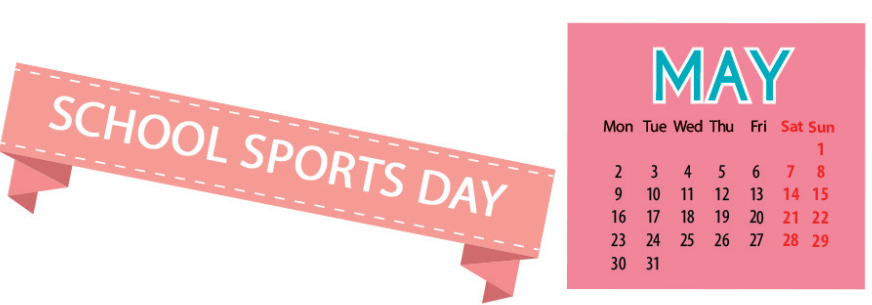 SCHOOL SPORTS DAY
MAY
Mon Tue Wed Thu Fri Sat Sun
1
2 3 4 5 6 7 8
9 10 11 12 13 14 15
16 17 18 19 20 21 22
23 24 25 26 27 28 29
30 31